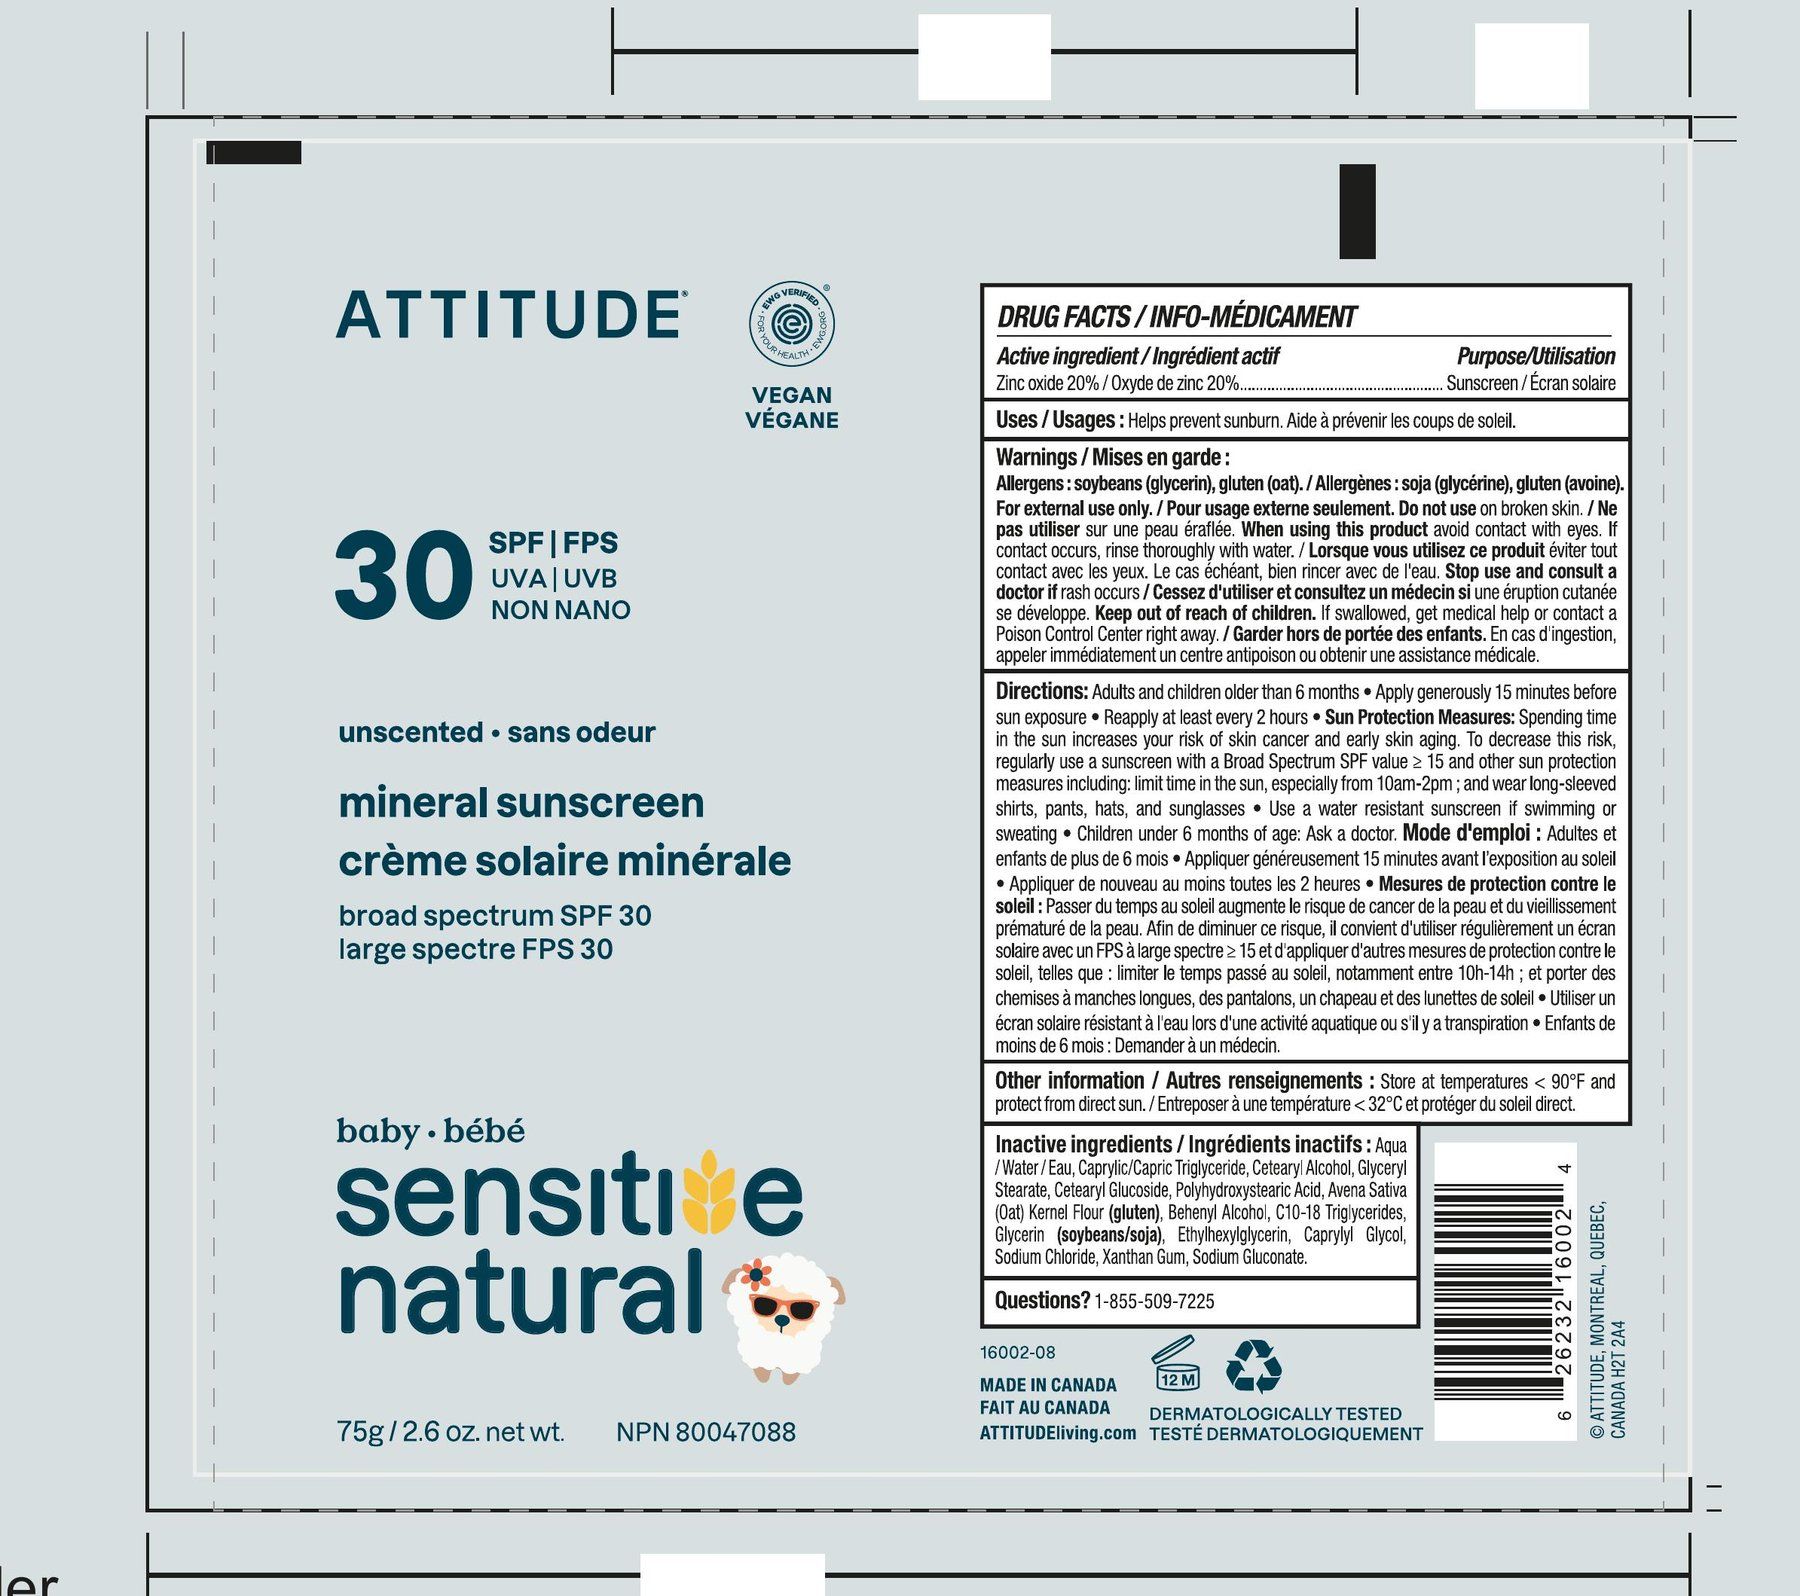 ATTITUDE®
EWG VERIFIED ®
FOR YOUR HEALTH • EWG.ORG
VEGAN
VÉGANE
30
SPF | FPS
UVA | UVB
NON NANO
unscented • sans odeur
mineral sunscreen
crème solaire minérale
broad spectrum SPF 30
large spectre FPS 30
baby • bébé
sensitive
natural
75g / 2.6 oz. net wt. NPN 80047088
DRUG FACTS / INFO-MÉDICAMENT
Active ingredient / Ingrédient actif Purpose/Utilisation
Zinc oxide 20% / Oxyde de zinc 20%.................................................... Sunscreen / Écran solaire
Uses / Usages : Helps prevent sunburn. Aide à prévenir les coups de soleil.
Warnings / Mises en garde :
Allergens : soybeans (glycerin), gluten (oat). / Allergènes : soja (glycérine), gluten (avoine).
For external use only. / Pour usage externe seulement. Do not use on broken skin. / Ne
pas utiliser sur une peau éraflée. When using this product avoid contact with eyes. If
contact occurs, rinse thoroughly with water. / Lorsque vous utilisez ce produit éviter tout
contact avec les yeux. Le cas échéant, bien rincer avec de l'eau. Stop use and consult a
doctor if rash occurs / Cessez d'utiliser et consultez un médecin si une éruption cutanée
se développe. Keep out of reach of children. If swallowed, get medical help or contact a
Poison Control Center right away. / Garder hors de portée des enfants. En cas d'ingestion,
appeler immédiatement un centre antipoison ou obtenir une assistance médicale.
Directions: Adults and children older than 6 months • Apply generously 15 minutes before
sun exposure • Reapply at least every 2 hours • Sun Protection Measures: Spending time
in the sun increases your risk of skin cancer and early skin aging. To decrease this risk,
regularly use a sunscreen with a Broad Spectrum SPF value ≥ 15 and other sun protection
measures including: limit time in the sun, especially from 10am-2pm ; and wear long-sleeved
shirts, pants, hats, and sunglasses • Use a water resistant sunscreen if swimming or
sweating • Children under 6 months of age: Ask a doctor. Mode d'emploi : Adultes et
enfants de plus de 6 mois • Appliquer généreusement 15 minutes avant l'exposition au soleil
• Appliquer de nouveau au moins toutes les 2 heures • Mesures de protection contre le
soleil : Passer du temps au soleil augmente le risque de cancer de la peau et du vieillissement
prématuré de la peau. Afin de diminuer ce risque, il convient d'utiliser régulièrement un écran
solaire avec un FPS à large spectre ≥ 15 et d'appliquer d'autres mesures de protection contre le
soleil, telles que : limiter le temps passé au soleil, notamment entre 10h-14h ; et porter des
chemises à manches longues, des pantalons, un chapeau et des lunettes de soleil • Utiliser un
écran solaire résistant à l'eau lors d'une activité aquatique ou s'il y a transpiration • Enfants de
moins de 6 mois : Demander à un médecin.
Other information / Autres renseignements : Store at temperatures < 90°F and
protect from direct sun. / Entreposer à une température < 32°C et protéger du soleil direct.
Inactive ingredients / Ingrédients inactifs : Aqua
/ Water / Eau, Caprylic/Capric Triglyceride, Cetearyl Alcohol, Glyceryl
Stearate, Cetearyl Glucoside, Polyhydroxystearic Acid, Avena Sativa
(Oat) Kernel Flour (gluten), Behenyl Alcohol, C10-18 Triglycerides,
Glycerin (soybeans/soja), Ethylhexylglycerin, Caprylyl Glycol,
Sodium Chloride, Xanthan Gum, Sodium Gluconate.
Questions? 1-855-509-7225
16002-08
MADE IN CANADA
FAIT AU CANADA
ATTITUDEliving.com
12 M
DERMATOLOGICALLY TESTED
TESTÉ DERMATOLOGIQUEMENT
6 26232 16002 4
© ATTITUDE, MONTREAL, QUEBEC,
CANADA H2T 2A4